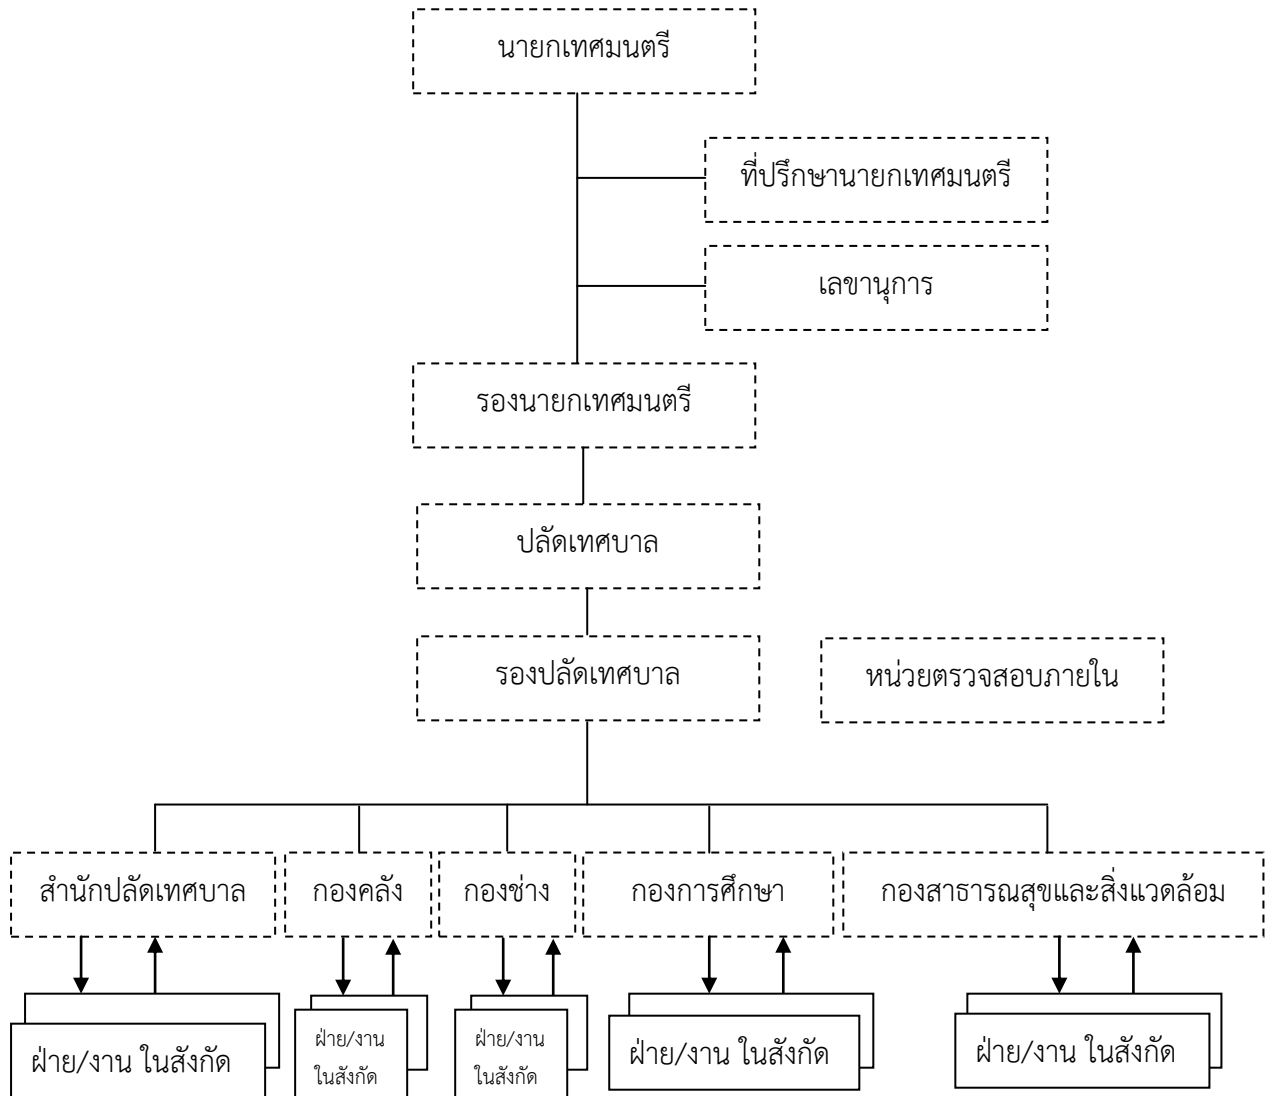 นายกเทศมนตรี
ที่ปรึกษานายกเทศมนตรี
เลขานุการ
รองนายกเทศมนตรี
ปลัดเทศบาล
รองปลัดเทศบาล
หน่วยตรวจสอบภายใน
สำนักปลัดเทศบาล
กองคลัง
กองช่าง
กองการศึกษา
กองสาธารณสุขและสิ่งแวดล้อม
ฝ่าย/งาน ในสังกัด
ฝ่าย/งาน
ในสังกัด
ฝ่าย/งาน
ในสังกัด
ฝ่าย/งาน ในสังกัด
ฝ่าย/งาน ในสังกัด